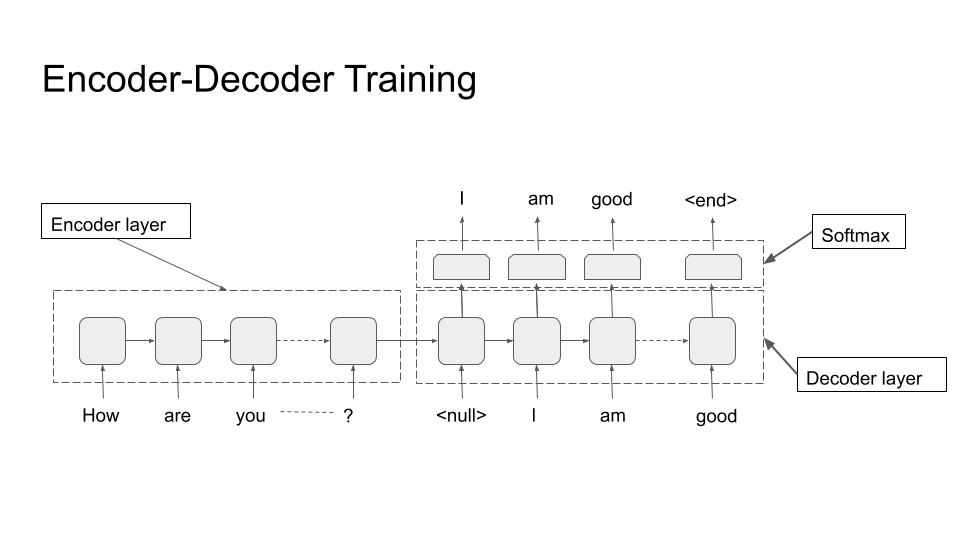 Encoder-Decoder Training
I am good <end>
Encoder layer
Softmax
Decoder layer
How are you ? <null> I am good